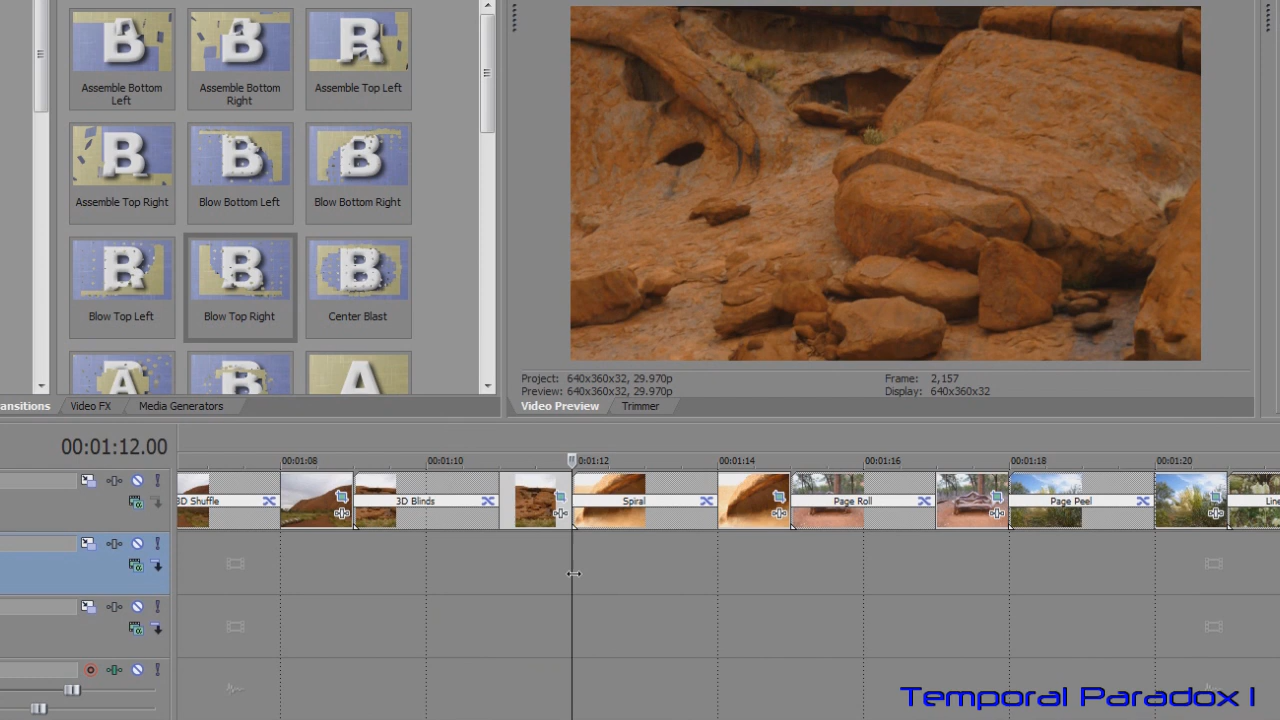 Assemble Bottom
Left
Assemble Bottom
Right
Assemble Top Left
Assemble Top Right
Blow Bottom Left
Blow Bottom Right
Blow Top Left
Blow Top Right
Center Blast
ansitions
Video FX
Media Generators
Project: 640x360x32, 29.970p
Preview: 640x360x32, 29.970p
Frame: 2,157
Display: 640x360x32
Video Preview
Trimmer
00:01:12.00
00:01:08
00:01:10
00:01:12
00:01:14
00:01:16
00:01:18
00:01:20
3D Shuffle
3D Blinds
Spiral
Page Roll
Page Peel
Line
Temporal Paradox I